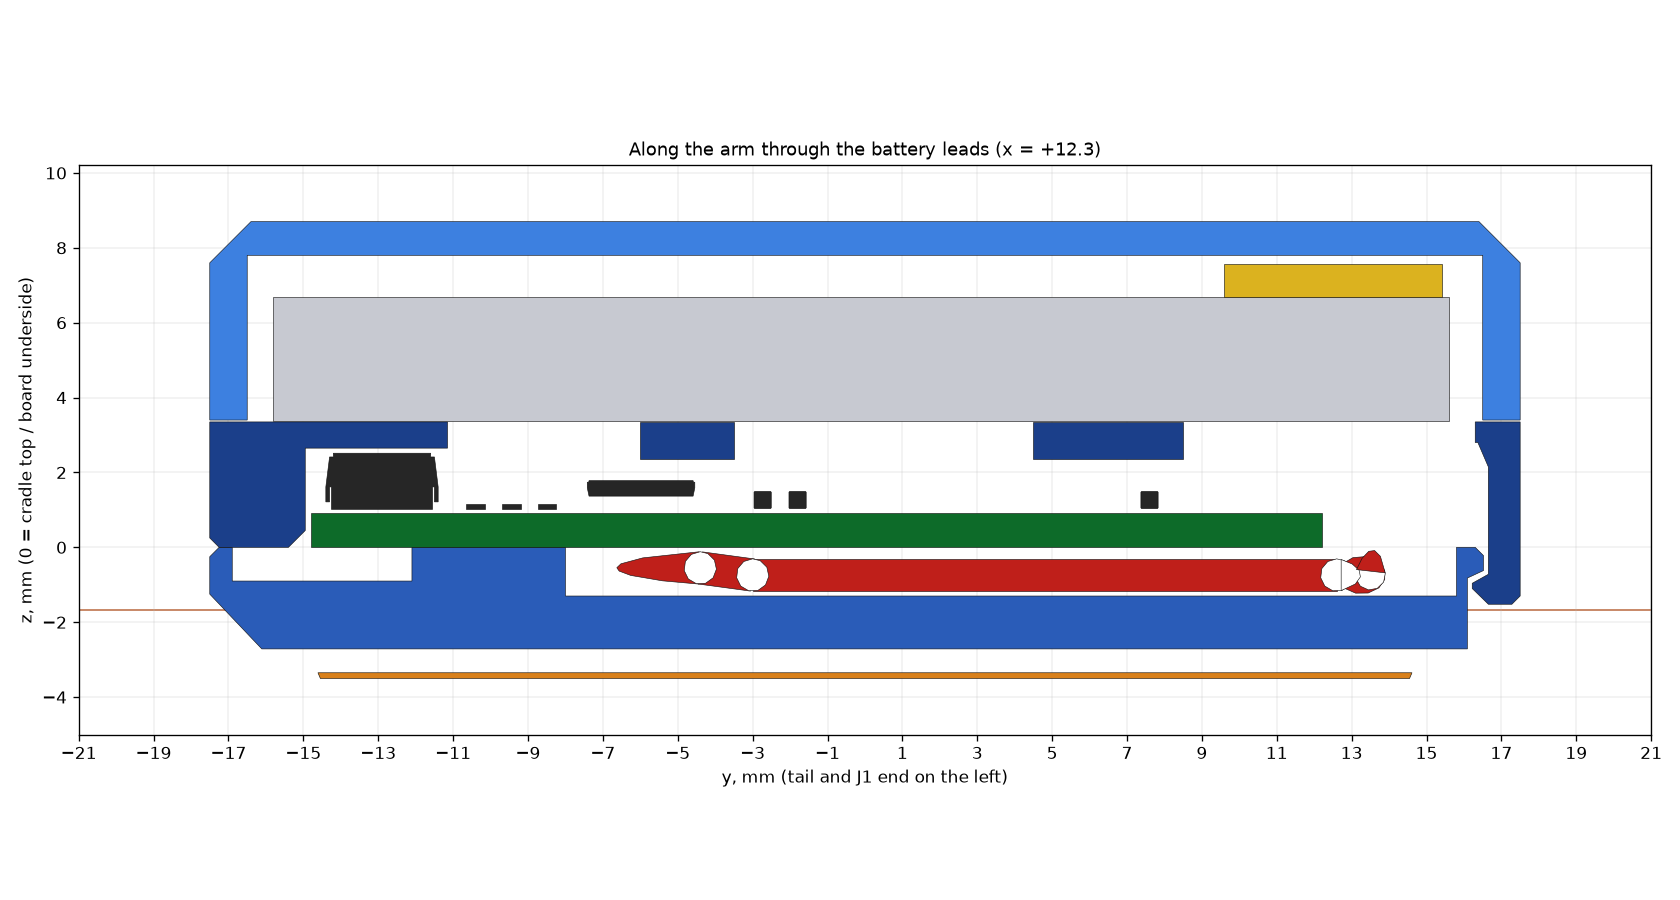 Along the arm through the battery leads (x = +12.3)
z, mm (0 = cradle top / board underside)
10
8
6
4
2
0
−2
−4
−21 −19 −17 −15 −13 −11 −9 −7 −5 −3 −1 1 3 5 7 9 11 13 15 17 19 21
y, mm (tail and J1 end on the left)